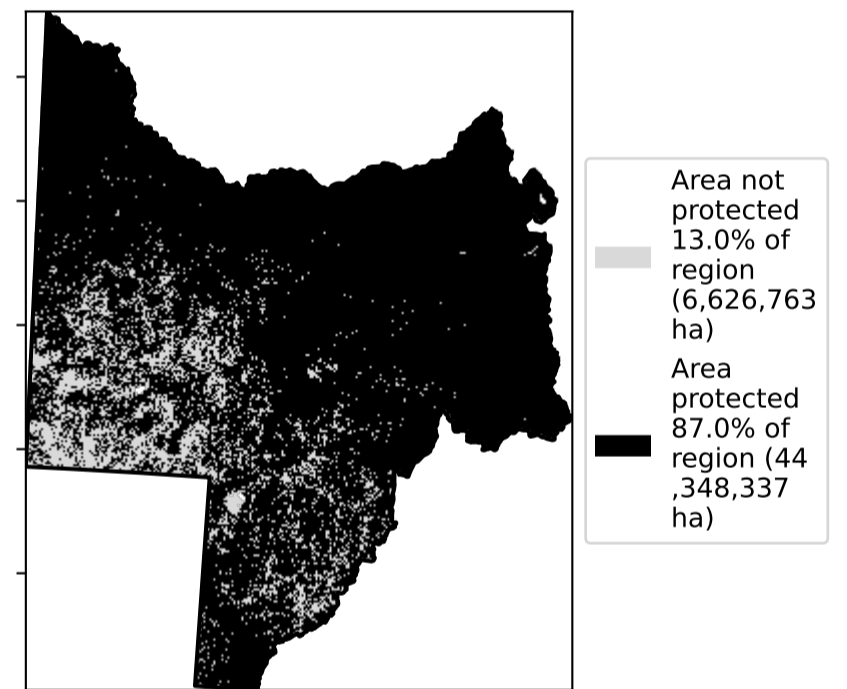 Area not
protected
13.0% of
region
(6,626,763
ha)
Area
protected
87.0% of
region (44
,348,337
ha)